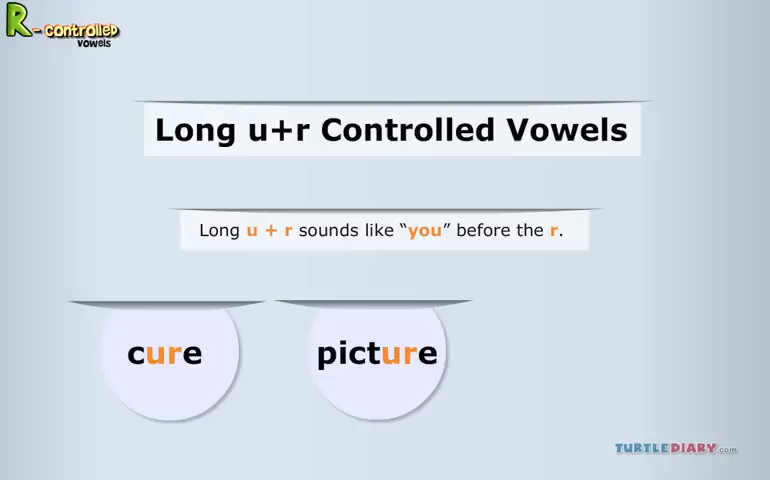 R- controlled
vowels
Long u+r Controlled Vowels
Long u + r sounds like “you” before the r.
cure picture
TURTLEDIARY.com